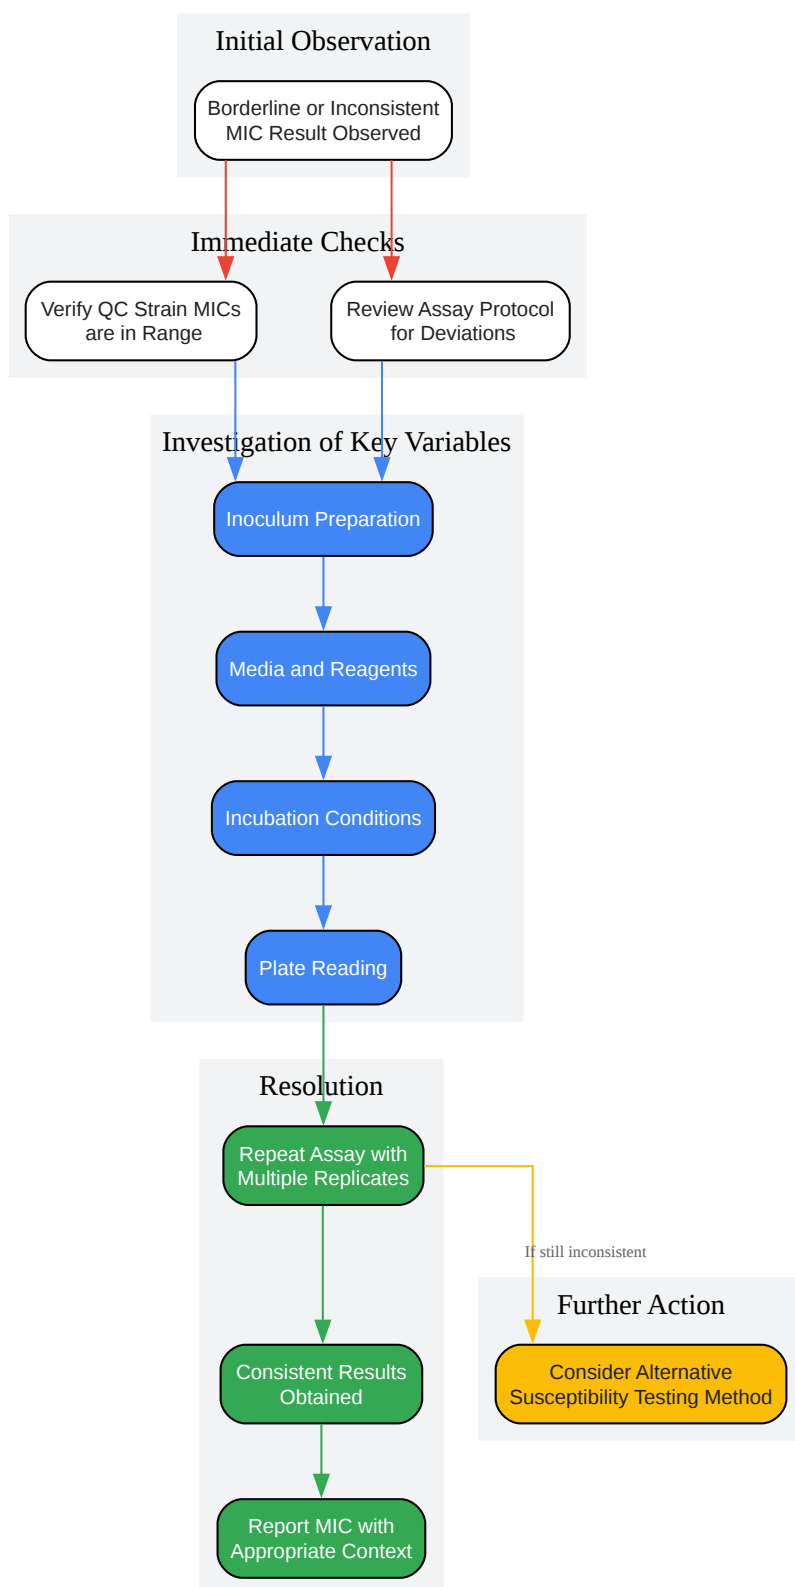 Initial Observation
Borderline or Inconsistent
MIC Result Observed
Immediate Checks
Verify QC Strain MICs
are in Range
Review Assay Protocol
for Deviations
Investigation of Key Variables
Inoculum Preparation
Media and Reagents
Incubation Conditions
Plate Reading
Resolution
Repeat Assay with
Multiple Replicates
If still inconsistent
Further Action
Consistent Results
Obtained
Consider Alternative
Susceptibility Testing Method
Report MIC with
Appropriate Context